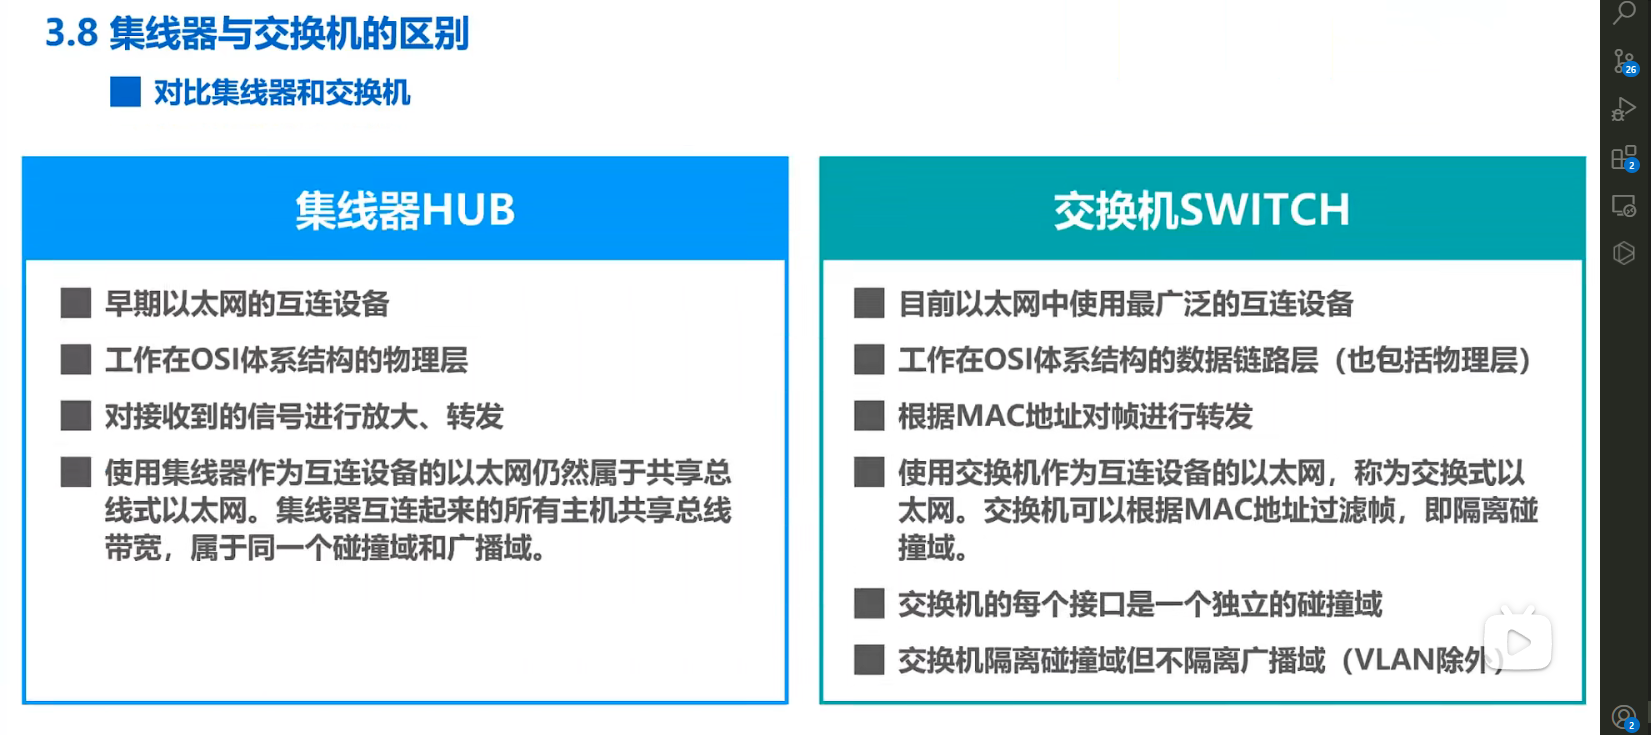 3.8 集线器与交换机的区别
对比集线器和交换机
集线器HUB
早期以太网的互连设备
工作在OSI体系结构的物理层
对接收到的信号进行放大、转发
使用集线器作为互连设备的以太网仍然属于共享总
线式以太网。集线器互连起来的所有主机共享总线
带宽，属于同一个碰撞域和广播域。
交换机SWITCH
目前以太网中使用最广泛的互连设备
工作在OSI体系结构的数据链路层（也包括物理层）
根据MAC地址对帧进行转发
使用交换机作为互连设备的以太网，称为交换式以
太网。交换机可以根据MAC地址过滤帧，即隔离碰
撞域。
交换机的每个接口是一个独立的碰撞域
交换机隔离碰撞域但不隔离广播域（VLAN除外）
26
2
2